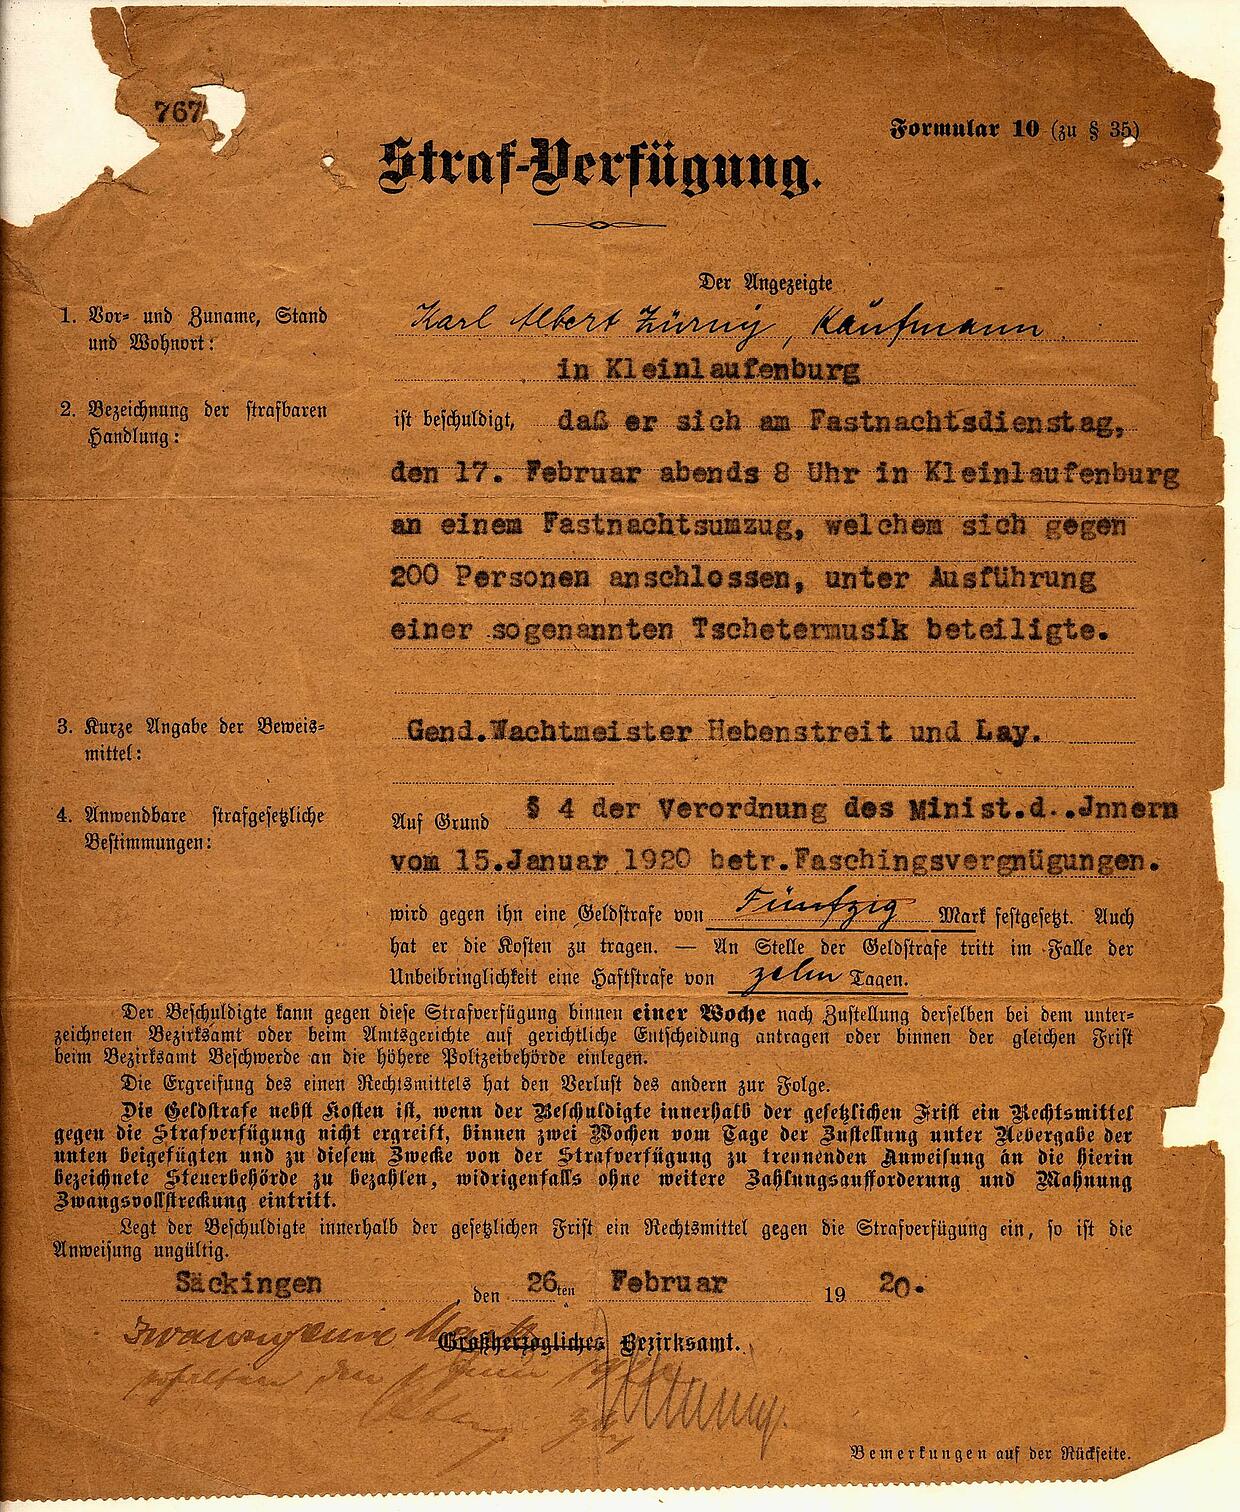 767
Formular 10 (zu § 35)
Straf-Verfügung.
Der Angezeigte
1. Vor- und Zuname, Stand
und Wohnort:
Karl Albert Zürny, Kaufmann
in Kleinlaufenburg
2. Bezeichnung der strafbaren
Handlung:
ist beschuldigt, daß er sich am Fastnachtsdienstag,
den 17. Februar abends 8 Uhr in Kleinlaufenburg
an einem Fastnachtsumzug, welchem sich gegen
200 Personen anschlossen, unter Ausführung
einer sogenannten Tschetermusik beteiligte.
3. Kurze Angabe der Beweis-
mittel:
Gend.Wachtmeister Hebenstreit und Lay.
4. Anwendbare strafgesetzliche
Bestimmungen:
Auf Grund § 4 der Verordnung des Minist.d..Jnnern
vom 15.Januar 1920 betr.Faschingsvergnügungen.
wird gegen ihn eine Geldstrafe von Fünfzig Mark festgesetzt. Auch
hat er die Kosten zu tragen. — An Stelle der Geldstrafe tritt im Falle der
Unbeibringlichkeit eine Haftstrafe von zehn Tagen.
Der Beschuldigte kann gegen diese Strafverfügung binnen einer Woche nach Zustellung derselben bei dem unter-
zeichneten Bezirksamt oder beim Amtsgerichte auf gerichtliche Entscheidung antragen oder binnen der gleichen Frist
beim Bezirksamt Beschwerde an die höhere Polizeibehörde einlegen.
Die Ergreifung des einen Rechtsmittels hat den Verlust des andern zur Folge.
Die Geldstrafe nebst Kosten ist, wenn der Beschuldigte innerhalb der gesetzlichen Frist ein Rechtsmittel
gegen die Strafverfügung nicht ergreift, binnen zwei Wochen vom Tage der Zustellung unter Uebergabe der
unten beigefügten und zu diesem Zwecke von der Strafverfügung zu trennenden Anweisung an die hierin
bezeichnete Steuerbehörde zu bezahlen, widrigenfalls ohne weitere Zahlungsaufforderung und Mahnung
Zwangsvollstreckung eintritt.
Legt der Beschuldigte innerhalb der gesetzlichen Frist ein Rechtsmittel gegen die Strafverfügung ein, so ist die
Anweisung ungültig.
Säckingen, den 26ten Februar 1920.
Großherzogliches Bezirksamt.
erhalten den
Bemerkungen auf der Rückseite.